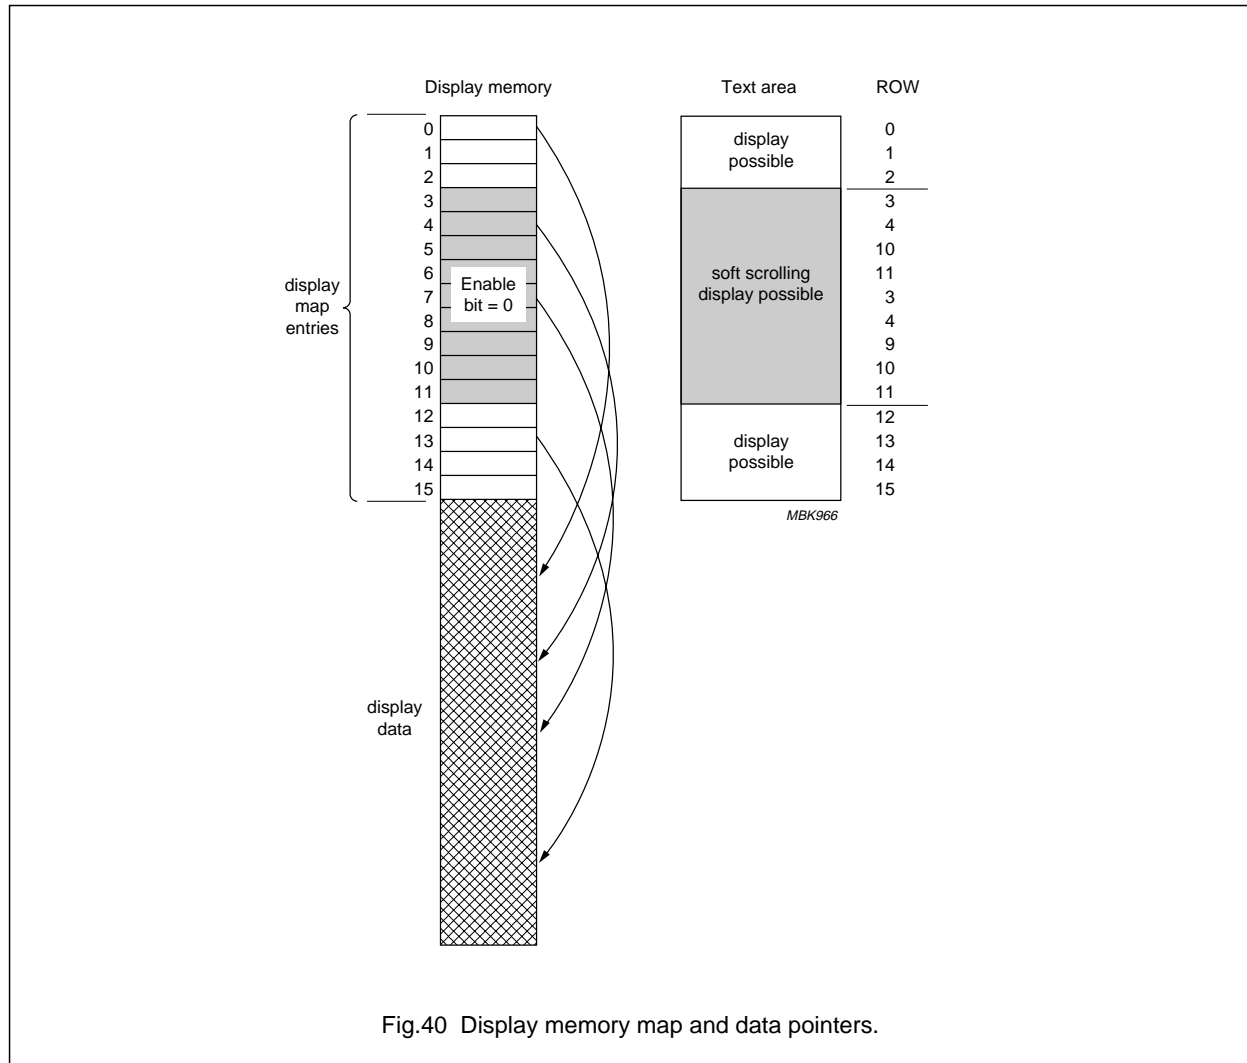 Display memory
Text area
ROW
0
1
2
3
4
5
6
7
8
9
10
11
12
13
14
15
display
map
entries
Enable
bit = 0
display
data
display
possible
soft scrolling
display possible
display
possible
0
1
2
3
4
10
11
3
4
9
10
11
12
13
14
15
MBK966
Fig.40 Display memory map and data pointers.